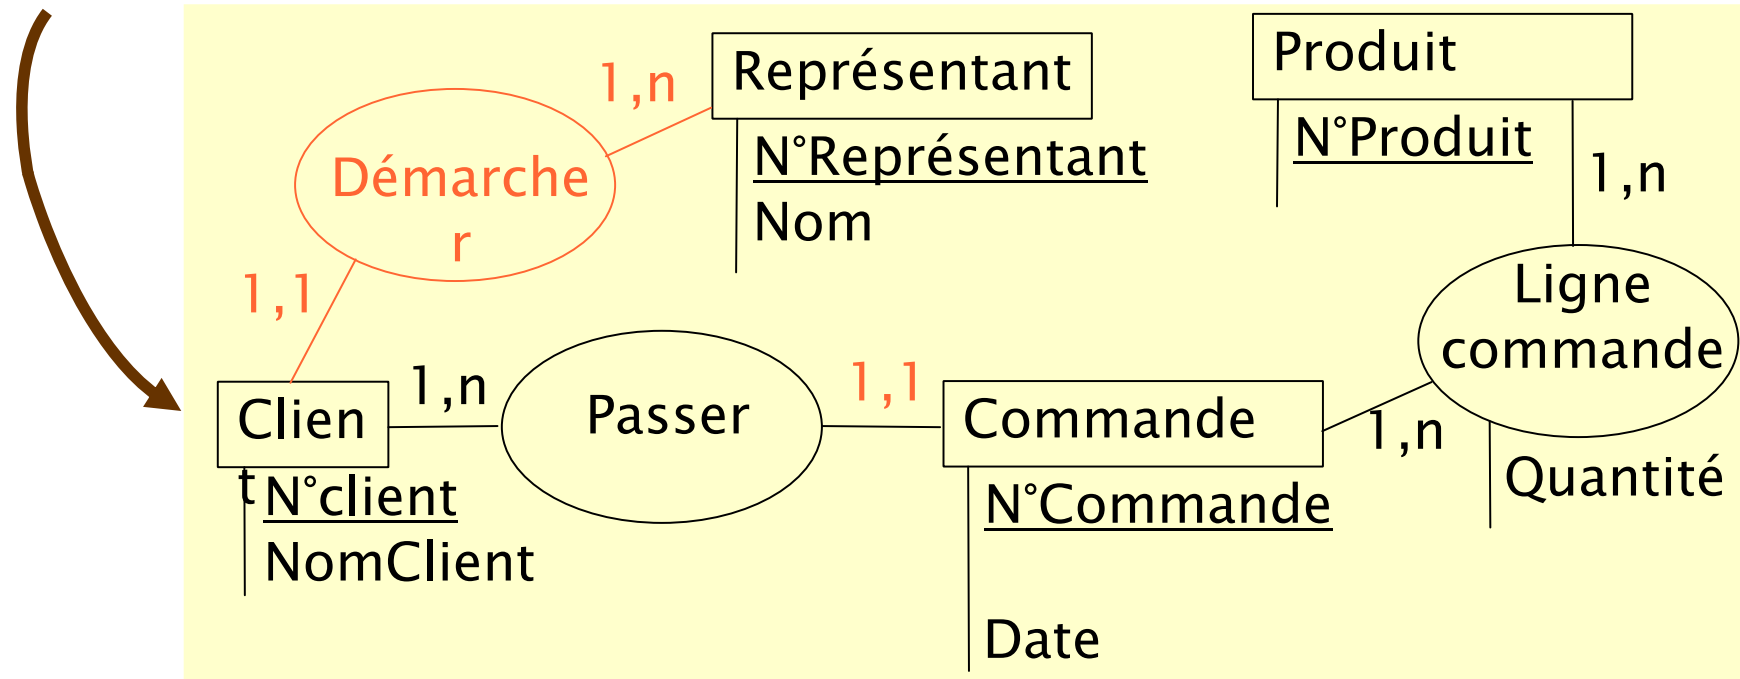 Produit
Représentant
1,n
N°Produit
N°Représentant
1,n
Démarche
r
Nom
1,1
Ligne
commande
1,n
Passer
1,1
Clien
t
Commande
1,n
N°client
N°Commande
Quantité
NomClient
Date